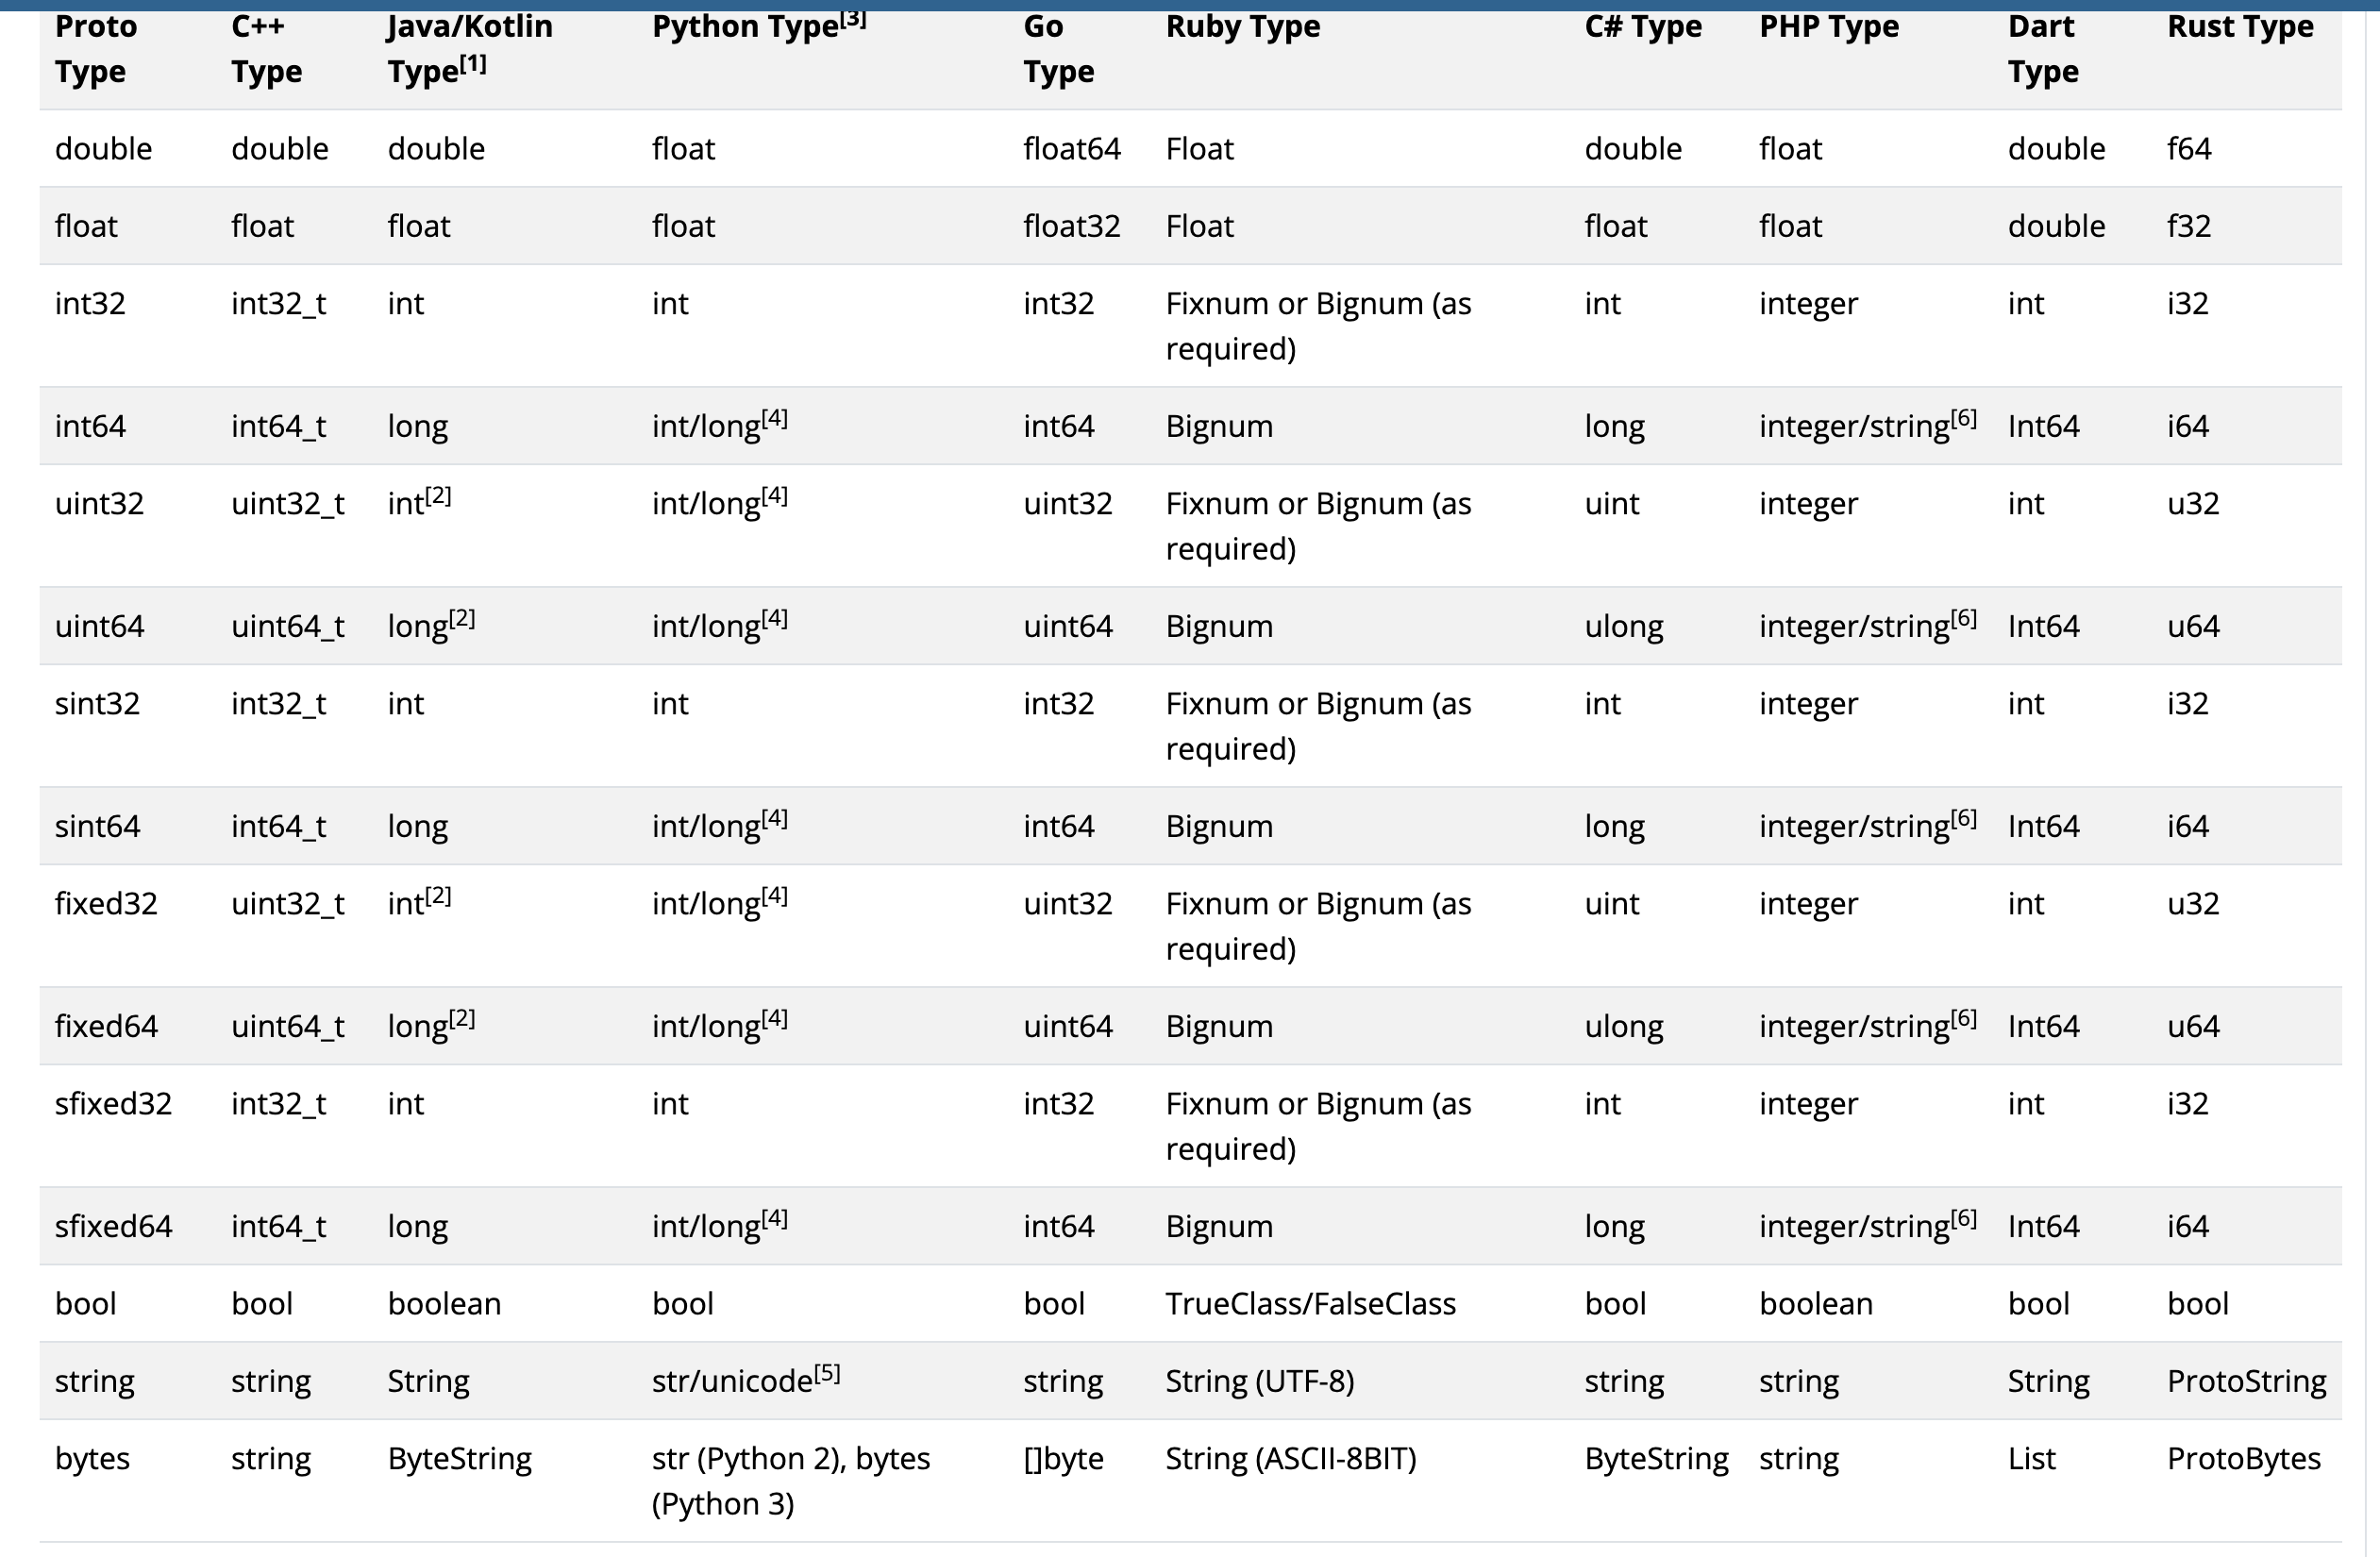 Proto Type C++ Type Java/Kotlin Type[1] Python Type[3] Go Type Ruby Type C# Type PHP Type Dart Type Rust Type
double double double float float64 Float double float double f64
float float float float float32 Float float float double f32
int32 int32_t int int int32 Fixnum or Bignum (as required) int integer int i32
int64 int64_t long int/long[4] int64 Bignum long integer/string[6] Int64 i64
uint32 uint32_t int[2] int/long[4] uint32 Fixnum or Bignum (as required) uint integer int u32
uint64 uint64_t long[2] int/long[4] uint64 Bignum ulong integer/string[6] Int64 u64
sint32 int32_t int int int32 Fixnum or Bignum (as required) int integer int i32
sint64 int64_t long int/long[4] int64 Bignum long integer/string[6] Int64 i64
fixed32 uint32_t int[2] int/long[4] uint32 Fixnum or Bignum (as required) uint integer int u32
fixed64 uint64_t long[2] int/long[4] uint64 Bignum ulong integer/string[6] Int64 u64
sfixed32 int32_t int int int32 Fixnum or Bignum (as required) int integer int i32
sfixed64 int64_t long int/long[4] int64 Bignum long integer/string[6] Int64 i64
bool bool boolean bool bool TrueClass/FalseClass bool boolean bool bool
string string String str/unicode[5] string String (UTF-8) string string String ProtoString
bytes string ByteString str (Python 2), bytes (Python 3) []byte String (ASCII-8BIT) ByteString string List ProtoBytes